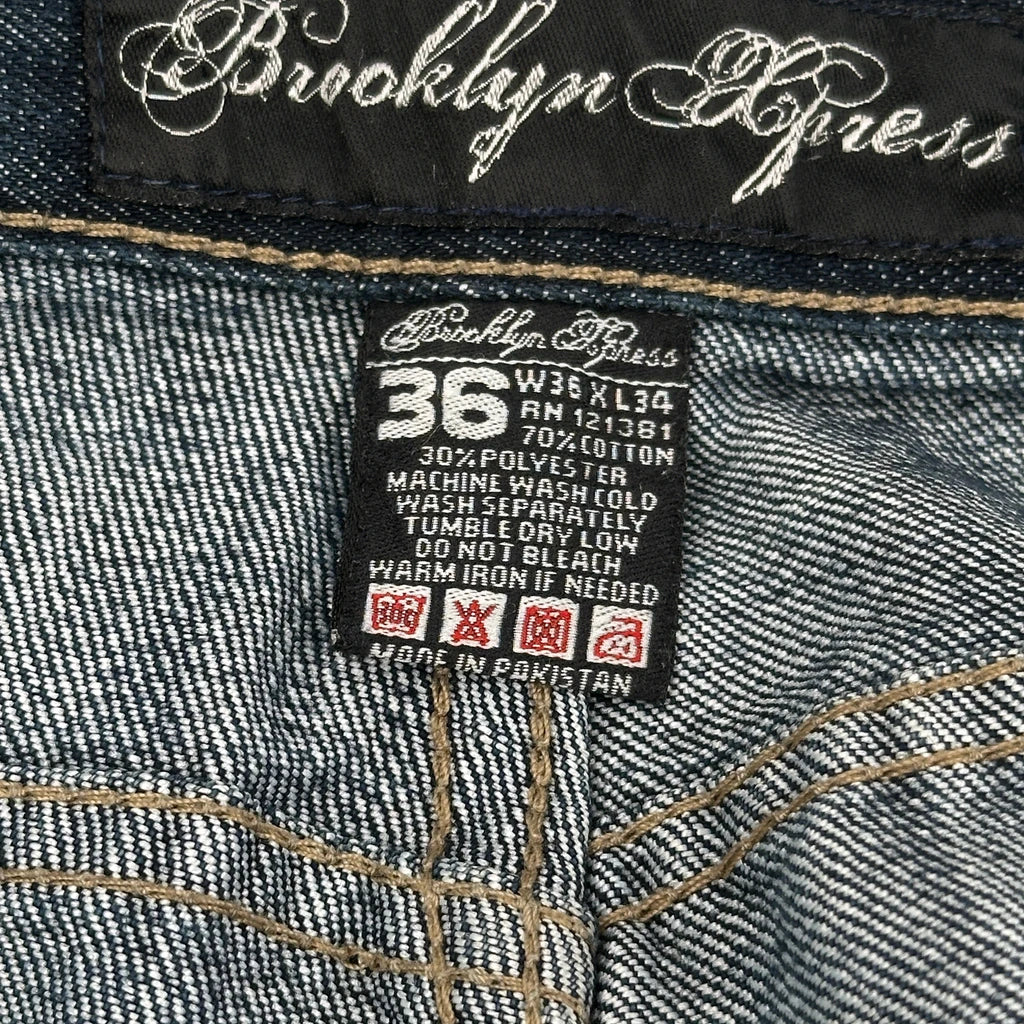 Brooklyn Xpress
Brooklyn Xpress
36
W36 X L34
RN 121381
70% COTTON
30% POLYESTER
MACHINE WASH COLD
WASH SEPARATELY
TUMBLE DRY LOW
DO NOT BLEACH
WARM IRON IF NEEDED
30C
MADE IN PAKISTAN